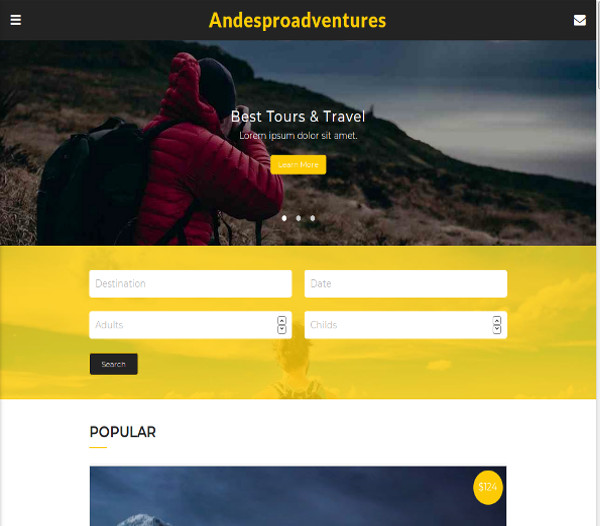 Andesproadventures
Best Tours & Travel
Lorem ipsum dolor sit amet.
Learn More
Destination
Date
Adults
Childs
Search
POPULAR
$124